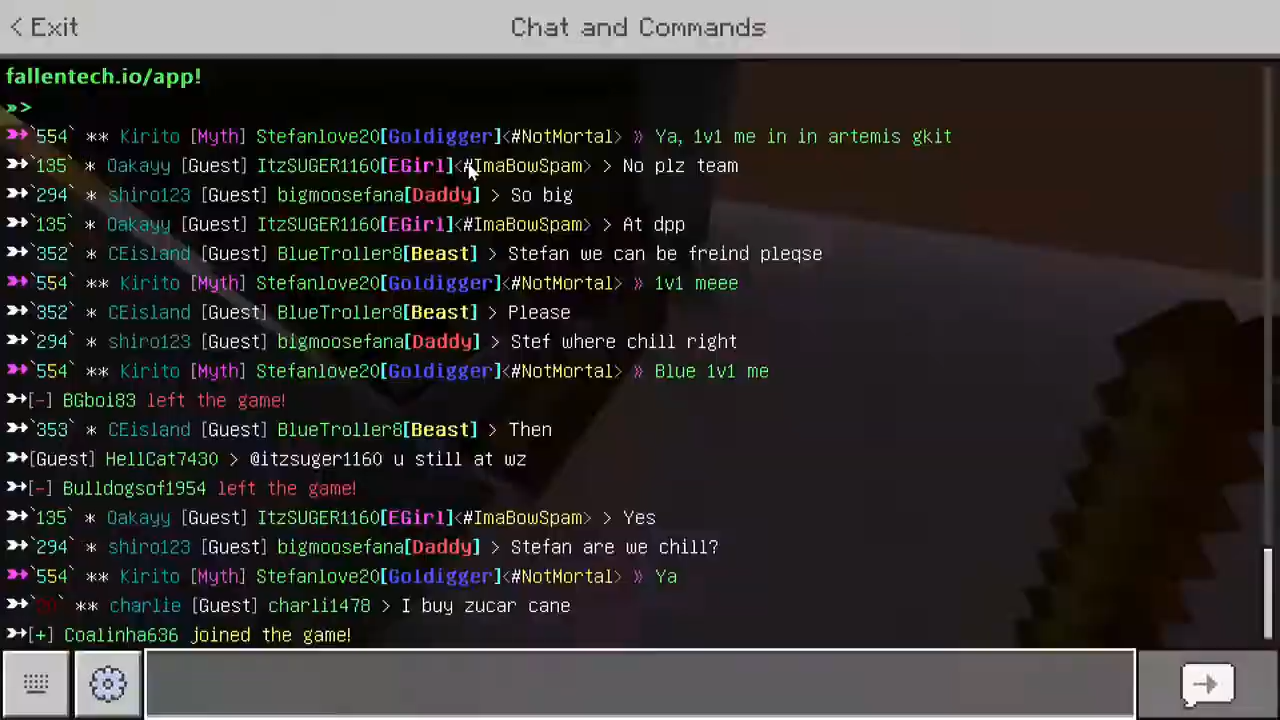 < Exit
Chat and Commands
fallentech.io/app!
»>
`554` ** Kirito [Myth] Stefanlove20[Goldigger]<#NotMortal> » Ya, 1v1 me in in artemis gkit
`135` * Oakayy [Guest] ItzSUGER1160[EGirl]<#ImaBowSpam> > No plz team
`294` * shiro123 [Guest] bigmoosefana[Daddy] > So big
`135` * Oakayy [Guest] ItzSUGER1160[EGirl]<#ImaBowSpam> > At dpp
`352` * CEisland [Guest] BlueTroller8[Beast] > Stefan we can be freind pleqse
`554` ** Kirito [Myth] Stefanlove20[Goldigger]<#NotMortal> » 1v1 meee
`352` * CEisland [Guest] BlueTroller8[Beast] > Please
`294` * shiro123 [Guest] bigmoosefana[Daddy] > Stef where chill right
`554` ** Kirito [Myth] Stefanlove20[Goldigger]<#NotMortal> » Blue 1v1 me
[-] BGboi83 left the game!
`353` * CEisland [Guest] BlueTroller8[Beast] > Then
[Guest] HellCat7430 > @itzsuger1160 u still at wz
[-] Bulldogsof1954 left the game!
`135` * Oakayy [Guest] ItzSUGER1160[EGirl]<#ImaBowSpam> > Yes
`294` * shiro123 [Guest] bigmoosefana[Daddy] > Stefan are we chill?
`554` ** Kirito [Myth] Stefanlove20[Goldigger]<#NotMortal> » Ya
** charlie [Guest] charli1478 > I buy zucar cane
[+] Coalinha636 joined the game!